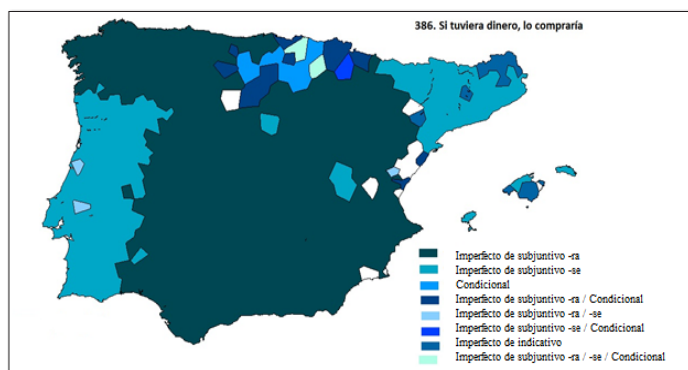 386. Si tuviera dinero, lo compraría
Imperfecto de subjuntivo -ra
Imperfecto de subjuntivo -se
Condicional
Imperfecto de subjuntivo -ra / Condicional
Imperfecto de subjuntivo -ra / -se
Imperfecto de subjuntivo -se / Condicional
Imperfecto de indicativo
Imperfecto de subjuntivo -ra / -se / Condicional